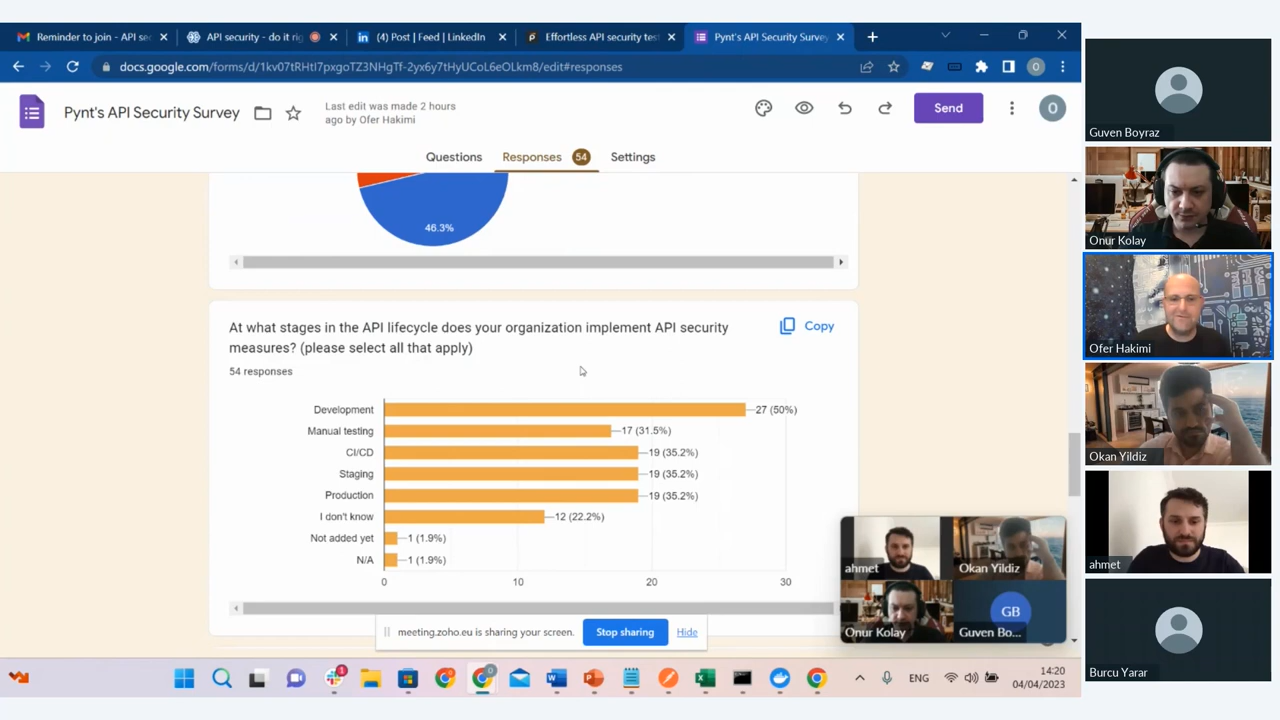 Reminder to join - API sec
API security - do it rig
(4) Post | Feed | LinkedIn
Effortless API security tes
Pynt's API Security Survey
docs.google.com/forms/d/1kv07tRHtI7pxgoTZ3NHgTf-2yx6y7tHyUCoL6eOLkm8/edit#responses
O
Pynt's API Security Survey
Last edit was made 2 hours
ago by Ofer Hakimi
Send
O
Questions
Responses
54
Settings
46.3%
At what stages in the API lifecycle does your organization implement API security
measures? (please select all that apply)
Copy
54 responses
Development
27 (50%)
Manual testing
17 (31.5%)
CI/CD
19 (35.2%)
Staging
19 (35.2%)
Production
19 (35.2%)
I don't know
12 (22.2%)
Not added yet
1 (1.9%)
N/A
1 (1.9%)
0
10
20
30
meeting.zoho.eu is sharing your screen.
Stop sharing
Hide
ahmet
Okan Yildiz
Onur Kolay
GB
Guven Bo...
ENG
14:20
04/04/2023
Guven Boyraz
Onur Kolay
Ofer Hakimi
Okan Yildiz
ahmet
Burcu Yarar